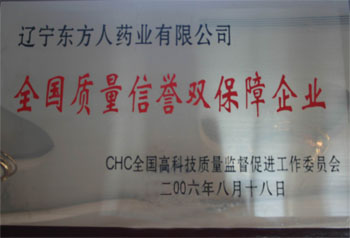 辽宁东方人药业有限公司
全国质量信誉双保障企业
CHC全国高科技质量监督促进工作委员会
二00六年八月十八日